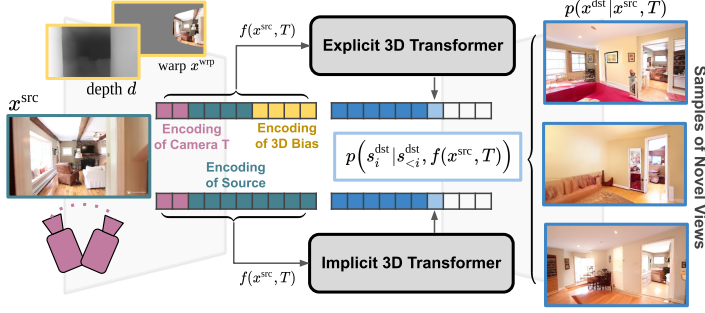 p(x^dst|x^src, T)
f(x^src, T)
Explicit 3D Transformer
warp x^wrp
depth d
x^src
Encoding
of Camera T
Encoding
of 3D Bias
p(s_i^dst|s_{<i}^dst, f(x^src, T))
Encoding
of Source
Samples of Novel Views
f(x^src, T)
Implicit 3D Transformer